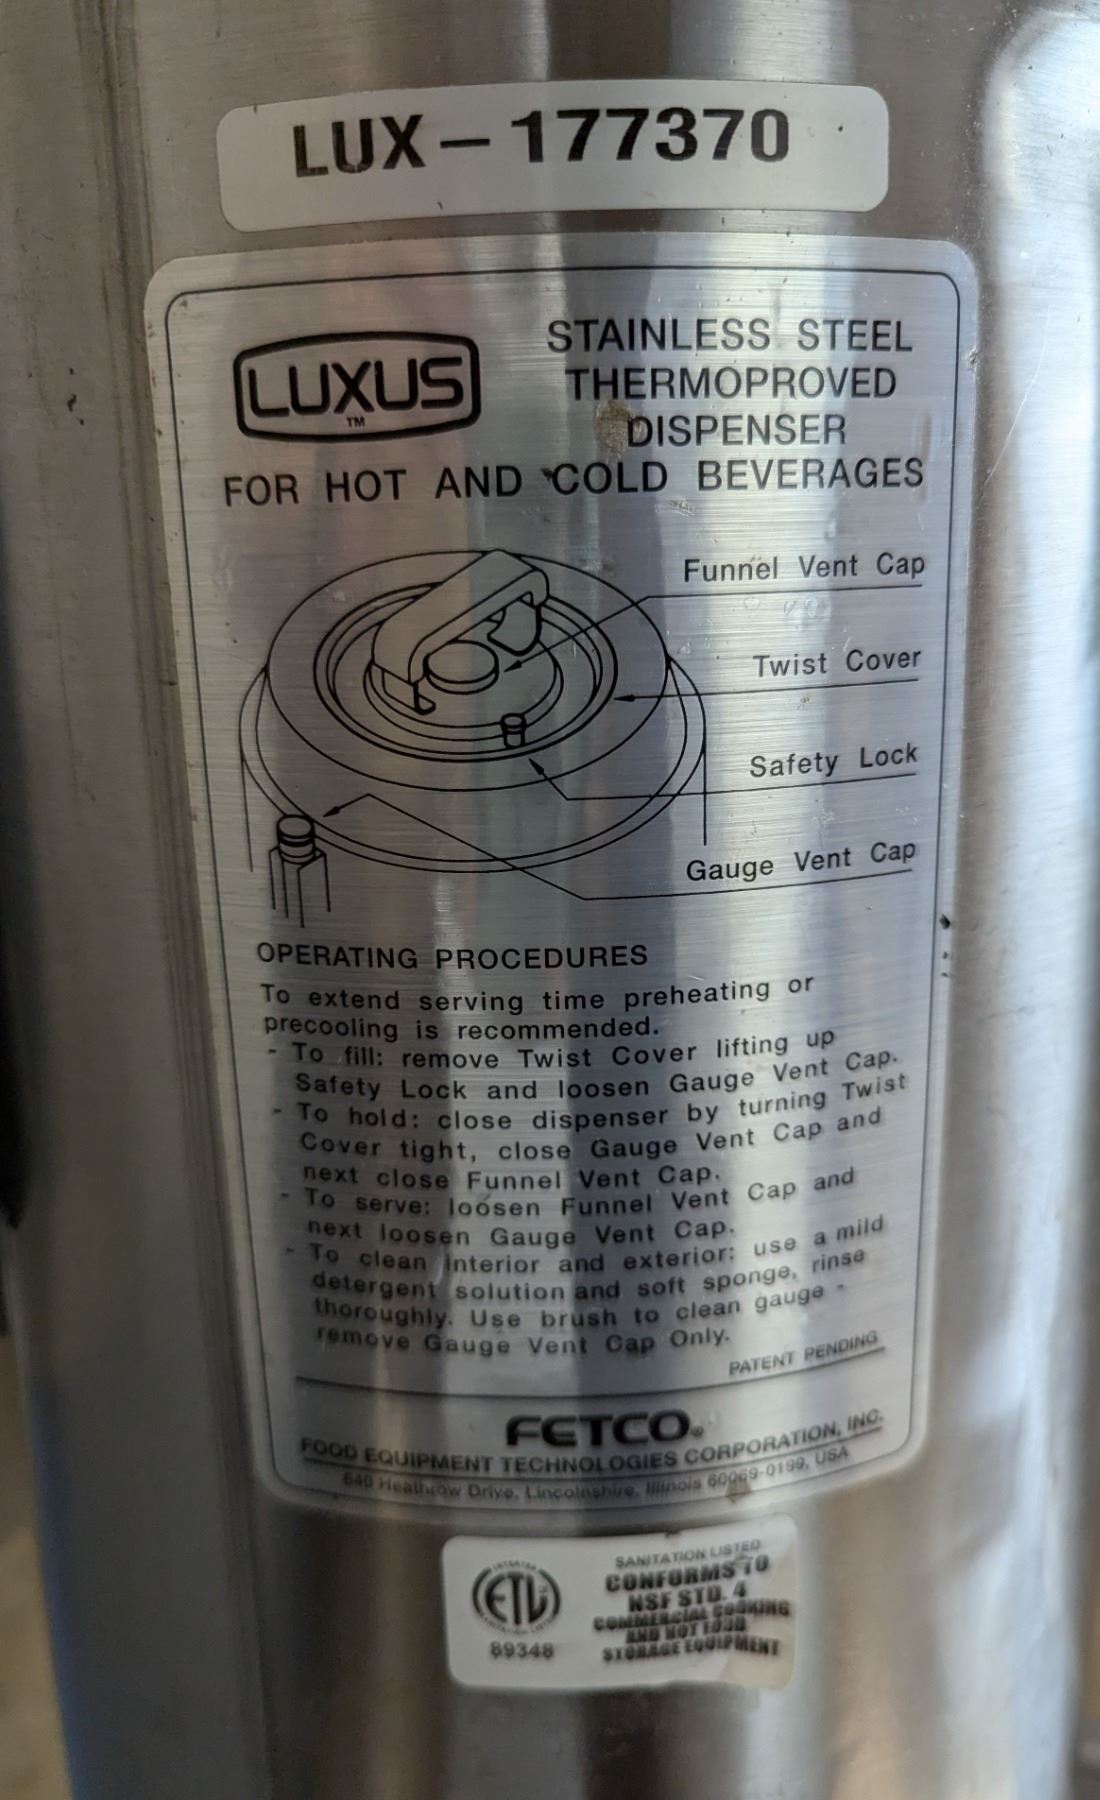 LUX – 177370
LUXUS
TM
STAINLESS STEEL
THERMOPROVED
DISPENSER
FOR HOT AND COLD BEVERAGES
Funnel Vent Cap
Twist Cover
Safety Lock
Gauge Vent Cap
OPERATING PROCEDURES
To extend serving time preheating or
precooling is recommended.
- To fill: remove Twist Cover lifting up
Safety Lock and loosen Gauge Vent Cap.
- To hold: close dispenser by turning Twist
Cover tight, close Gauge Vent Cap and
next close Funnel Vent Cap.
- To serve: loosen Funnel Vent Cap and
next loosen Gauge Vent Cap.
- To clean Interior and exterior: use a mild
detergent solution and soft sponge, rinse
thoroughly. Use brush to clean gauge -
remove Gauge Vent Cap Only.
PATENT PENDING
FETCO®
FOOD EQUIPMENT TECHNOLOGIES CORPORATION, INC.
640 Heathrow Drive, Lincolnshire, Illinois 60069-0199, USA
ETL
89348
SANITATION LISTED
CONFORMS TO
NSF STD. 4
COMMERCIAL COOKING
AND HOT FOOD
STORAGE EQUIPMENT